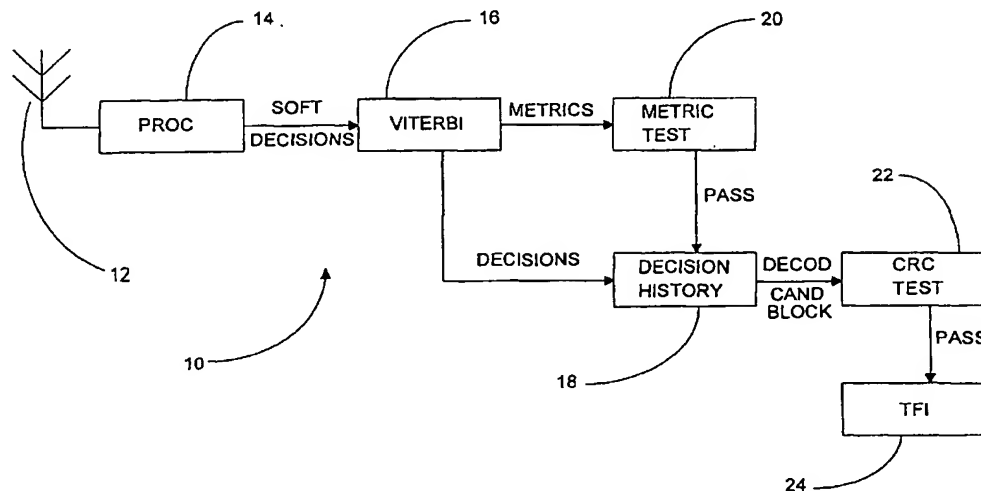 14
16
20
PROC
SOFT
DECISIONS
VITERBI
METRICS
METRIC
TEST
22
12
PASS
DECISIONS
DECISION
HISTORY
DECOD
CAND
BLOCK
CRC
TEST
10
18
PASS
TFI
24